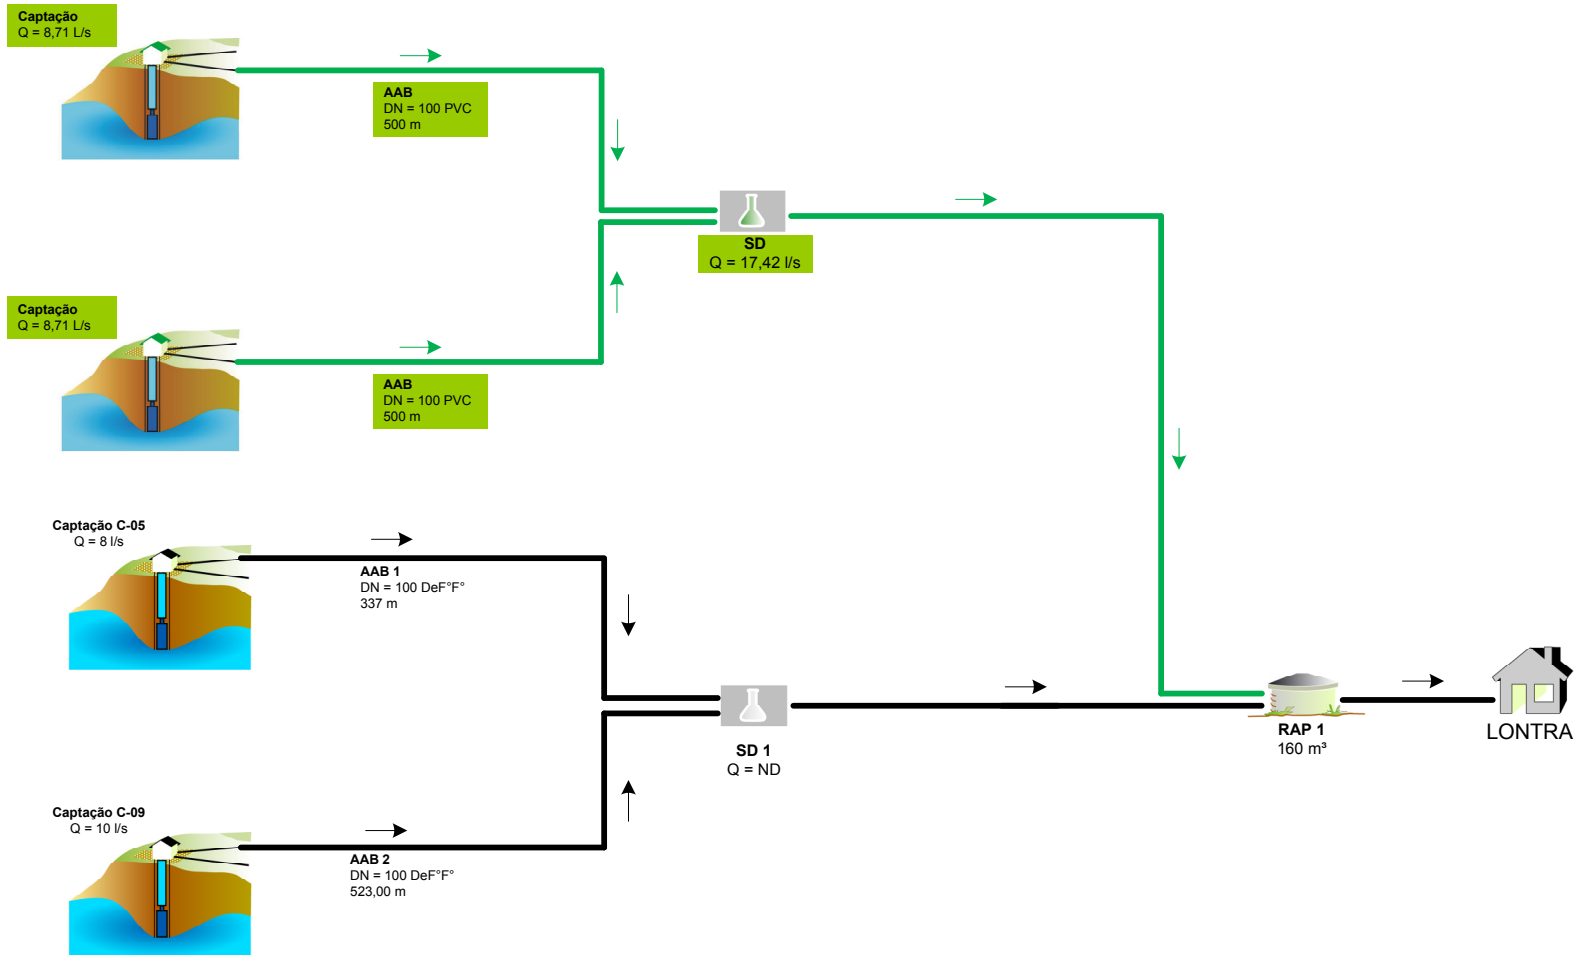 Captação
Q = 8,71 L/s
AAB
DN = 100 PVC
500 m
SD
Q = 17,42 l/s
Captação
Q = 8,71 L/s
AAB
DN = 100 PVC
500 m
Captação C-05
Q = 8 l/s
AAB 1
DN = 100 DeF°F°
337 m
SD 1
Q = ND
RAP 1
160 m³
LONTRA
Captação C-09
Q = 10 l/s
AAB 2
DN = 100 DeF°F°
523,00 m